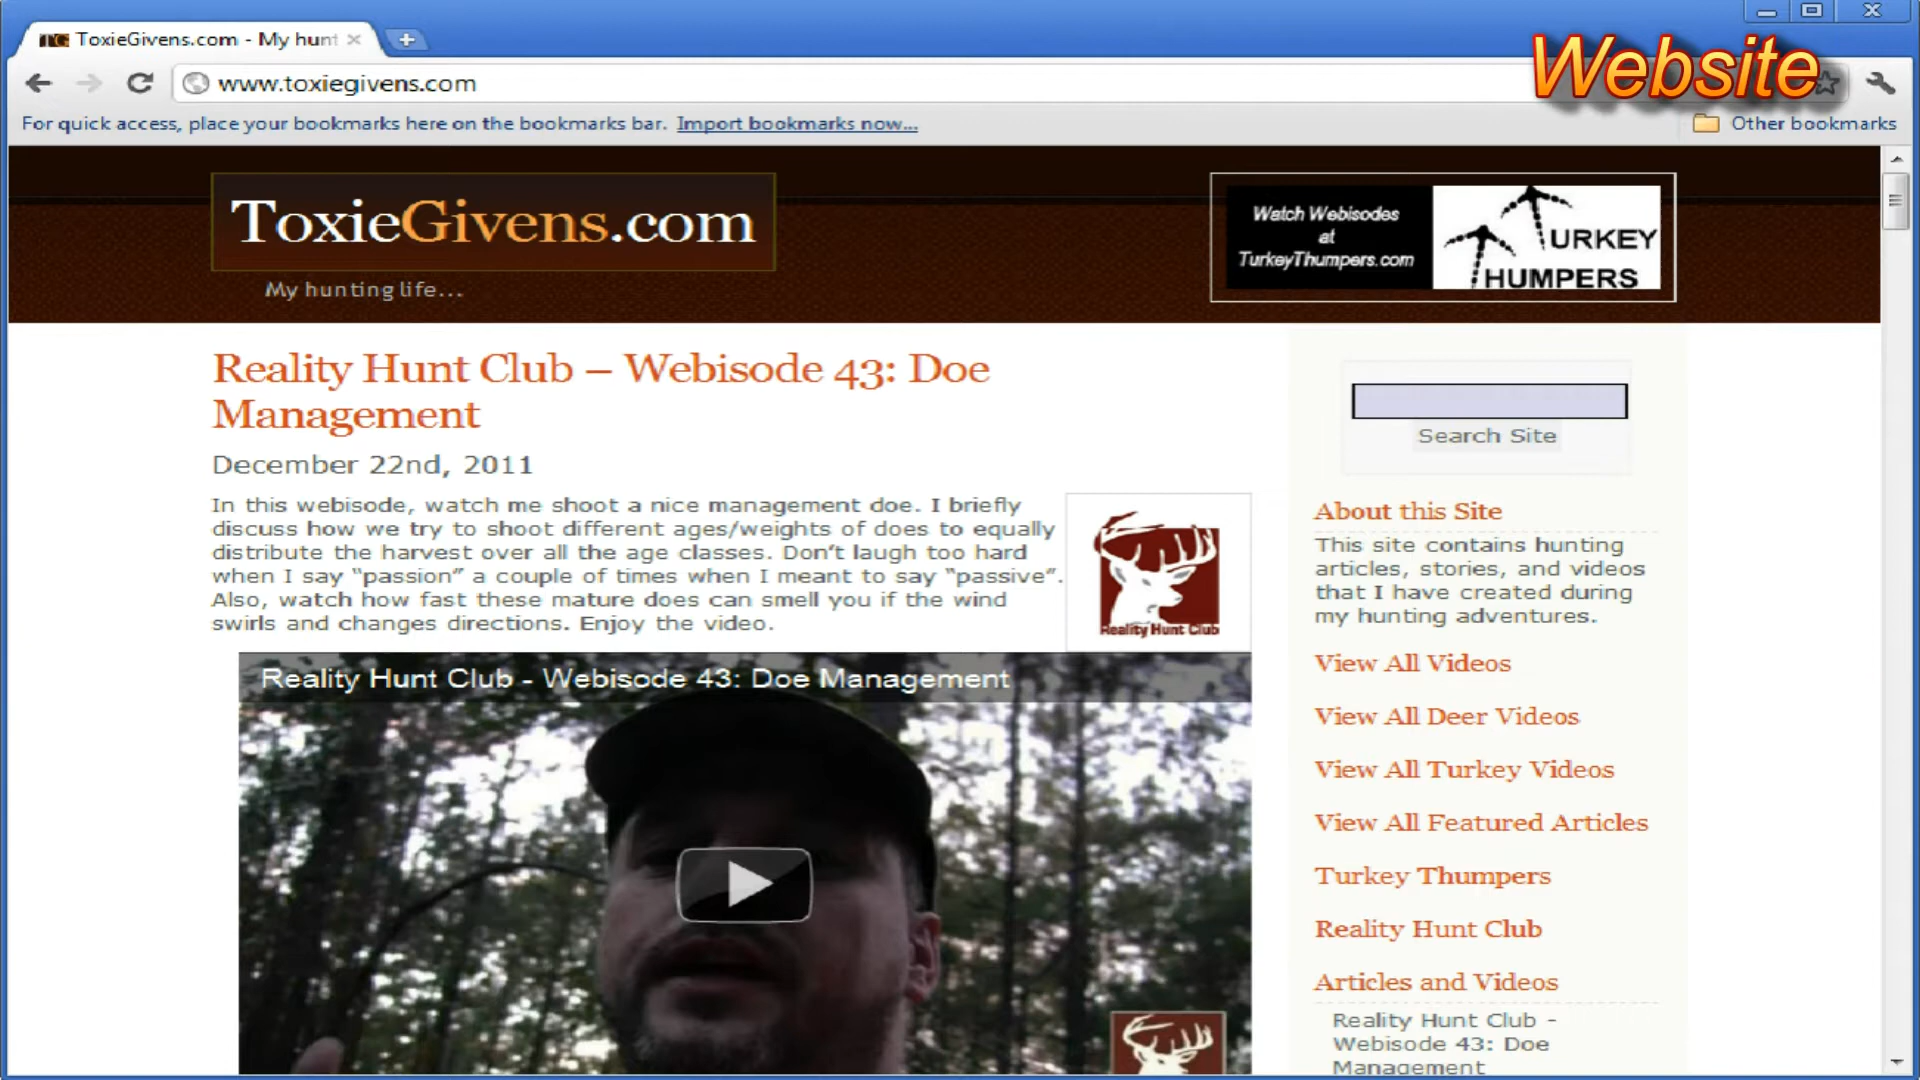 ToxieGivens.com - My hunt
Website
www.toxiegivens.com
For quick access, place your bookmarks here on the bookmarks bar. Import bookmarks now...
Other bookmarks
ToxieGivens.com
My hunting life...
Watch Webisodes
at
TurkeyThumpers.com
TURKEY
THUMPERS
Reality Hunt Club – Webisode 43: Doe
Management
December 22nd, 2011
In this webisode, watch me shoot a nice management doe. I briefly
discuss how we try to shoot different ages/weights of does to equally
distribute the harvest over all the age classes. Don’t laugh too hard
when I say “passion” a couple of times when I meant to say “passive”.
Also, watch how fast these mature does can smell you if the wind
swirls and changes directions. Enjoy the video.
Reality Hunt Club
Reality Hunt Club - Webisode 43: Doe Management
Search Site
About this Site
This site contains hunting
articles, stories, and videos
that I have created during
my hunting adventures.
View All Videos
View All Deer Videos
View All Turkey Videos
View All Featured Articles
Turkey Thumpers
Reality Hunt Club
Articles and Videos
Reality Hunt Club -
Webisode 43: Doe
Management